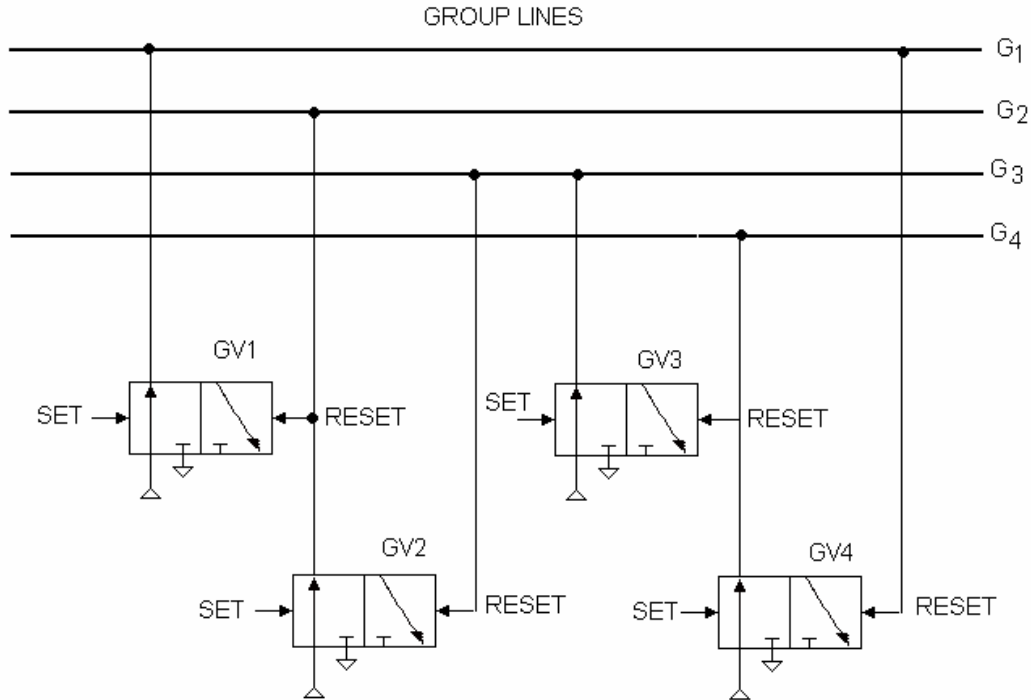 GROUP LINES
G1
G2
G3
G4
GV1
SET
RESET
GV3
SET
RESET
GV2
SET
RESET
GV4
SET
RESET